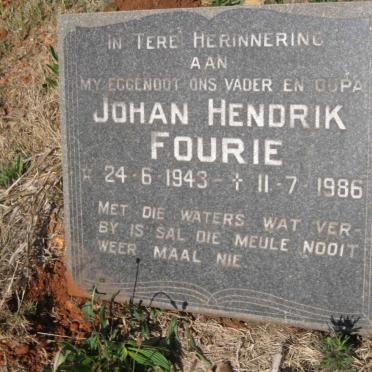 IN TERE HERINNERING
AAN
MY EGGENOOT ONS VADER EN OUPA
JOHAN HENDRIK
FOURIE
☆ 24-6-1943 - ✝ 11-7-1986
MET DIE WATERS WAT VER-
BY IS SAL DIE MEULE NOOIT
WEER MAAL NIE.